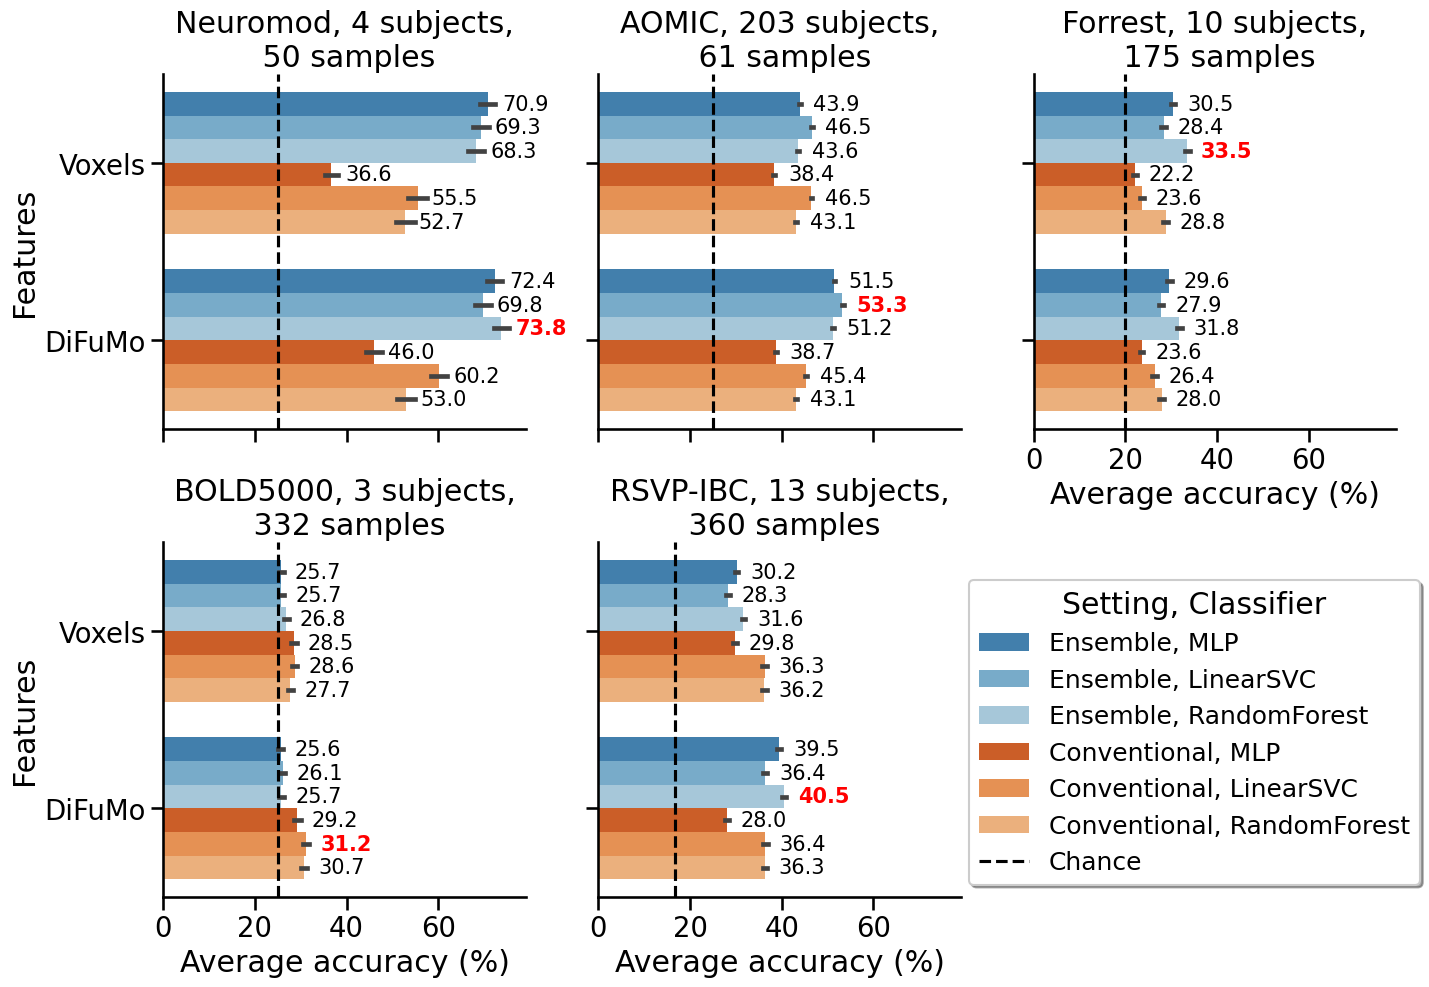 Neuromod, 4 subjects,
50 samples
AOMIC, 203 subjects,
61 samples
Forrest, 10 subjects,
175 samples
Features
Voxels
70.9
69.3
68.3
36.6
55.5
52.7
DiFuMo
72.4
69.8
73.8
46.0
60.2
53.0
43.9
46.5
43.6
38.4
46.5
43.1
51.5
53.3
51.2
38.7
45.4
43.1
30.5
28.4
33.5
22.2
23.6
28.8
29.6
27.9
31.8
23.6
26.4
28.0
0 20 40 60
Average accuracy (%)
BOLD5000, 3 subjects,
332 samples
RSVP-IBC, 13 subjects,
360 samples
Features
Voxels
25.7
25.7
26.8
28.5
28.6
27.7
DiFuMo
25.6
26.1
25.7
29.2
31.2
30.7
0 20 40 60
Average accuracy (%)
30.2
28.3
31.6
29.8
36.3
36.2
39.5
36.4
40.5
28.0
36.4
36.3
0 20 40 60
Average accuracy (%)
Setting, Classifier
Ensemble, MLP
Ensemble, LinearSVC
Ensemble, RandomForest
Conventional, MLP
Conventional, LinearSVC
Conventional, RandomForest
Chance